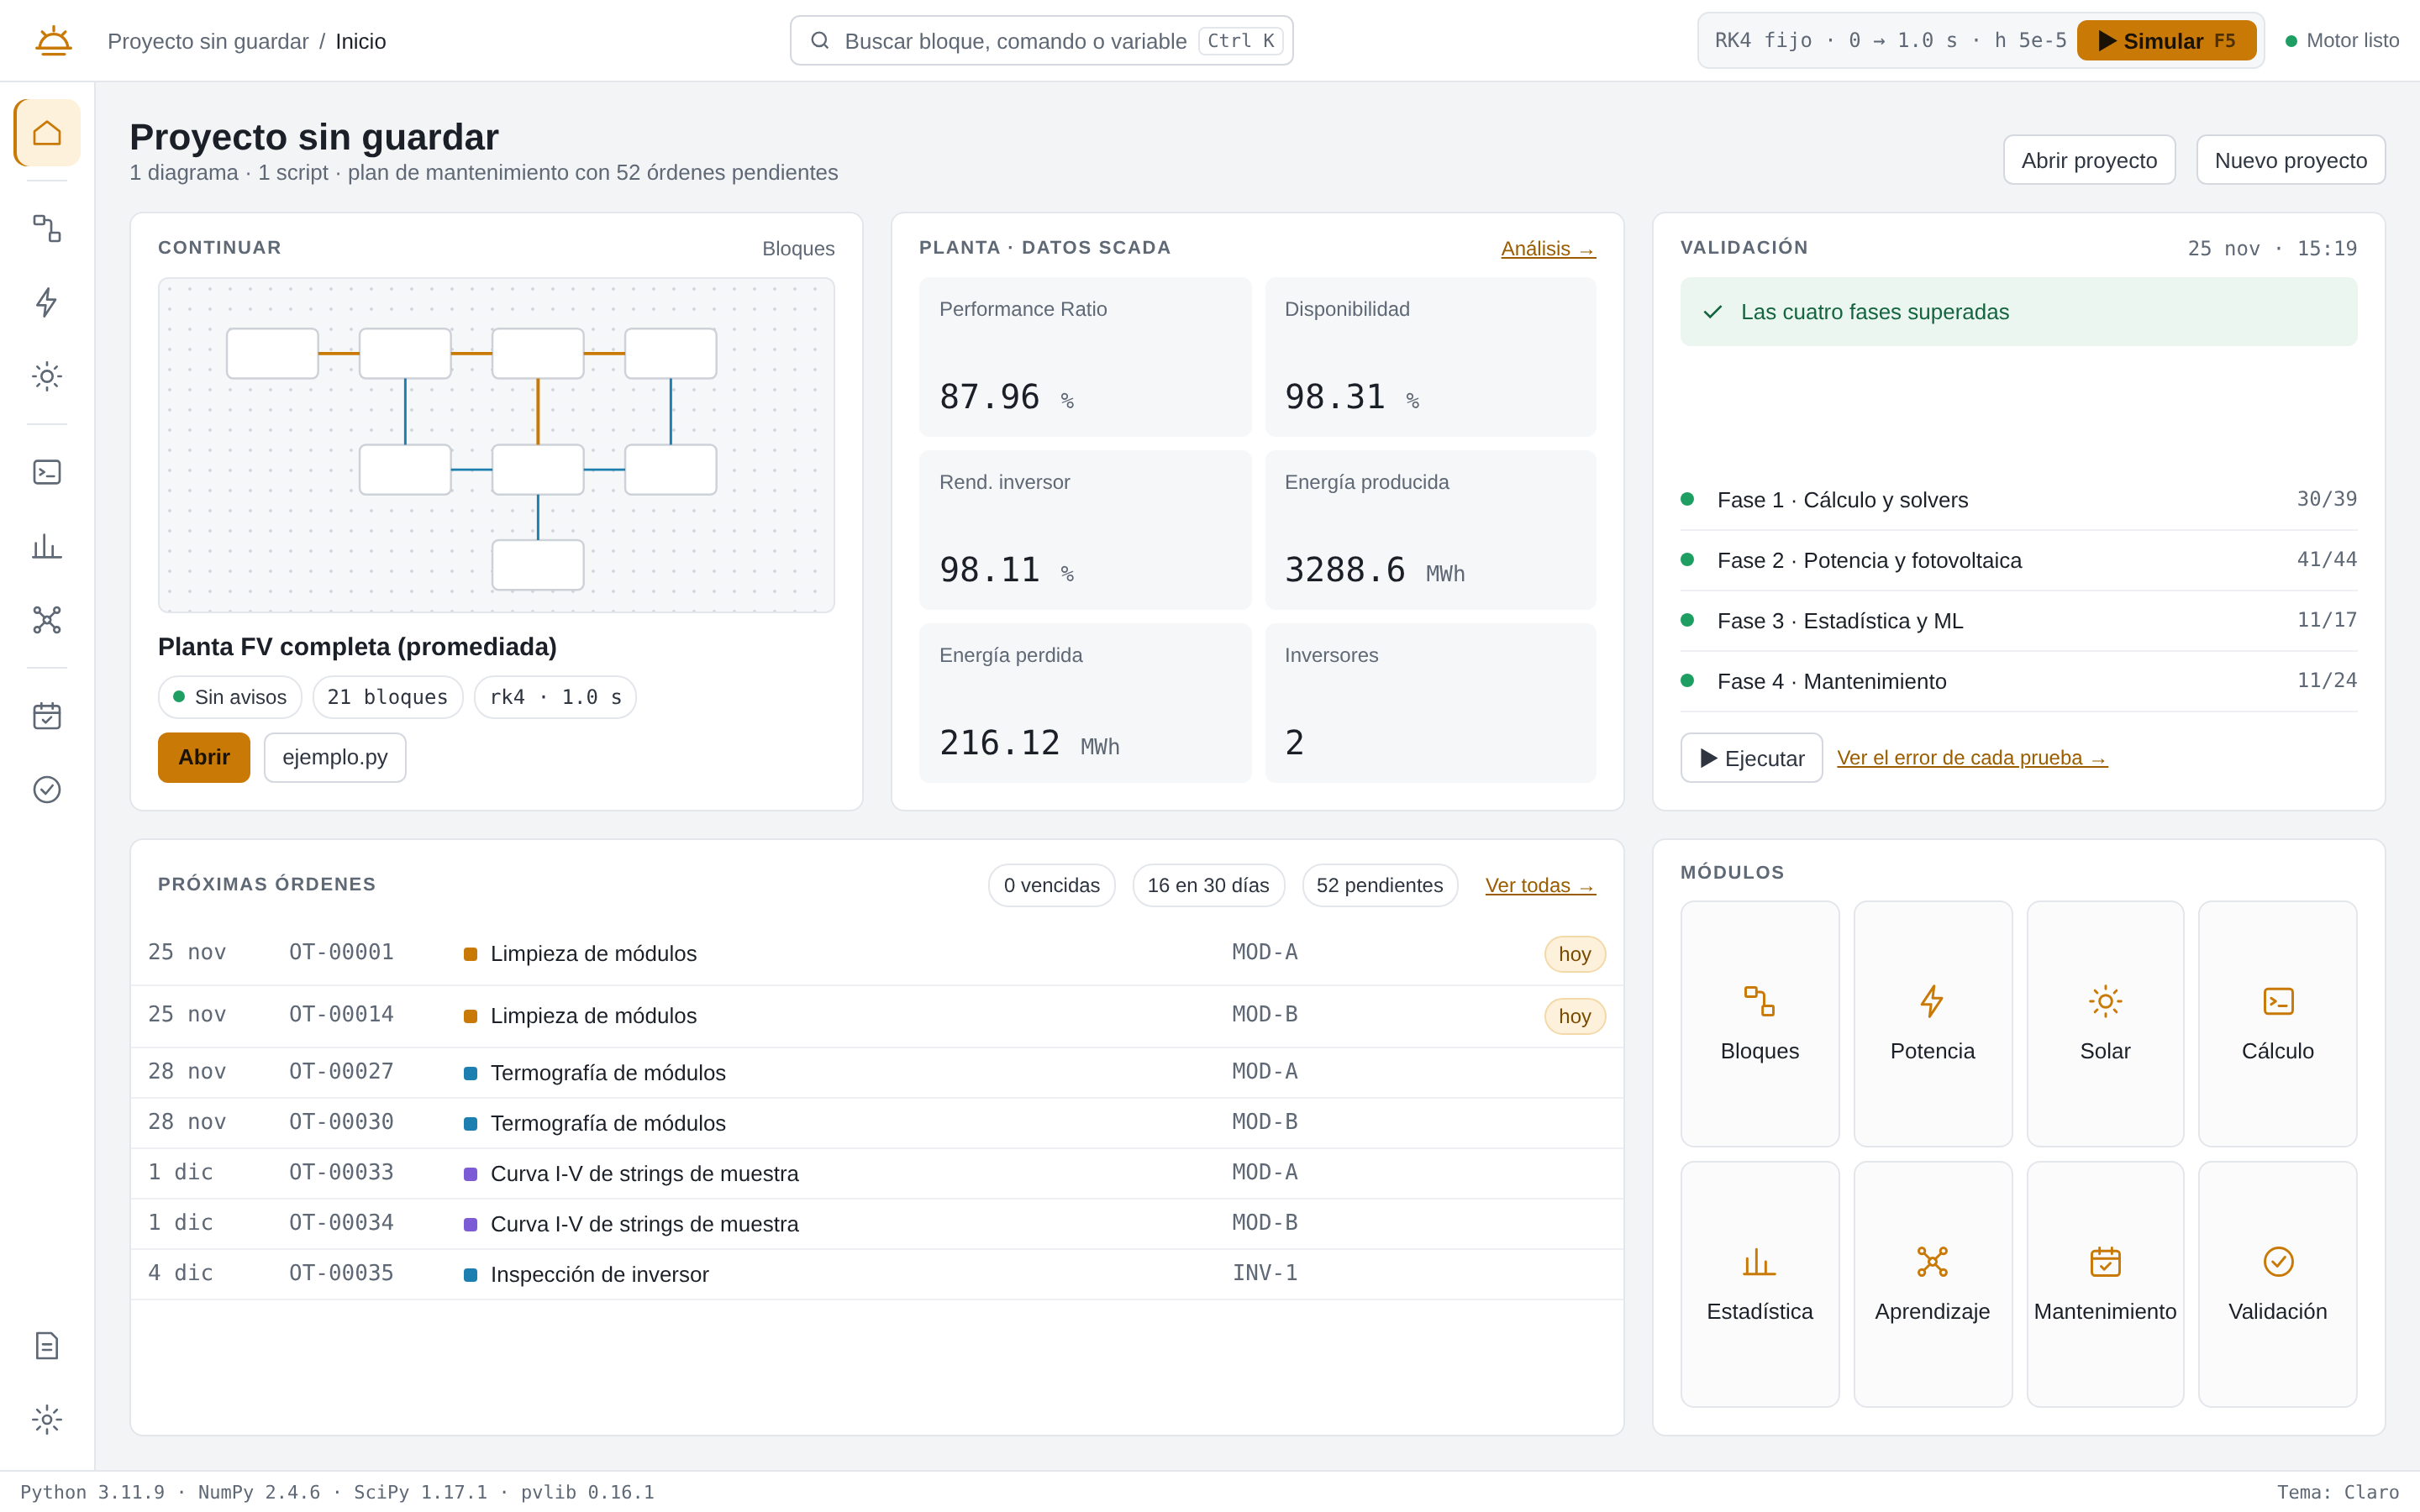 Proyecto sin guardar / Inicio
Buscar bloque, comando o variable Ctrl K
RK4 fijo · 0 → 1.0 s · h 5e-5
Simular F5
Motor listo
Proyecto sin guardar
1 diagrama · 1 script · plan de mantenimiento con 52 órdenes pendientes
Abrir proyecto
Nuevo proyecto
CONTINUAR
Bloques
Planta FV completa (promediada)
Sin avisos
21 bloques
rk4 · 1.0 s
Abrir
ejemplo.py
PLANTA · DATOS SCADA
Análisis →
Performance Ratio
87.96 %
Disponibilidad
98.31 %
Rend. inversor
98.11 %
Energía producida
3288.6 MWh
Energía perdida
216.12 MWh
Inversores
2
VALIDACIÓN
25 nov · 15:19
Las cuatro fases superadas
Fase 1 · Cálculo y solvers 30/39
Fase 2 · Potencia y fotovoltaica 41/44
Fase 3 · Estadística y ML 11/17
Fase 4 · Mantenimiento 11/24
Ejecutar
Ver el error de cada prueba →
PRÓXIMAS ÓRDENES
0 vencidas
16 en 30 días
52 pendientes
Ver todas →
25 nov OT-00001 Limpieza de módulos MOD-A hoy
25 nov OT-00014 Limpieza de módulos MOD-B hoy
28 nov OT-00027 Termografía de módulos MOD-A
28 nov OT-00030 Termografía de módulos MOD-B
1 dic OT-00033 Curva I-V de strings de muestra MOD-A
1 dic OT-00034 Curva I-V de strings de muestra MOD-B
4 dic OT-00035 Inspección de inversor INV-1
MÓDULOS
Bloques
Potencia
Solar
Cálculo
Estadística
Aprendizaje
Mantenimiento
Validación
Python 3.11.9 · NumPy 2.4.6 · SciPy 1.17.1 · pvlib 0.16.1
Tema: Claro